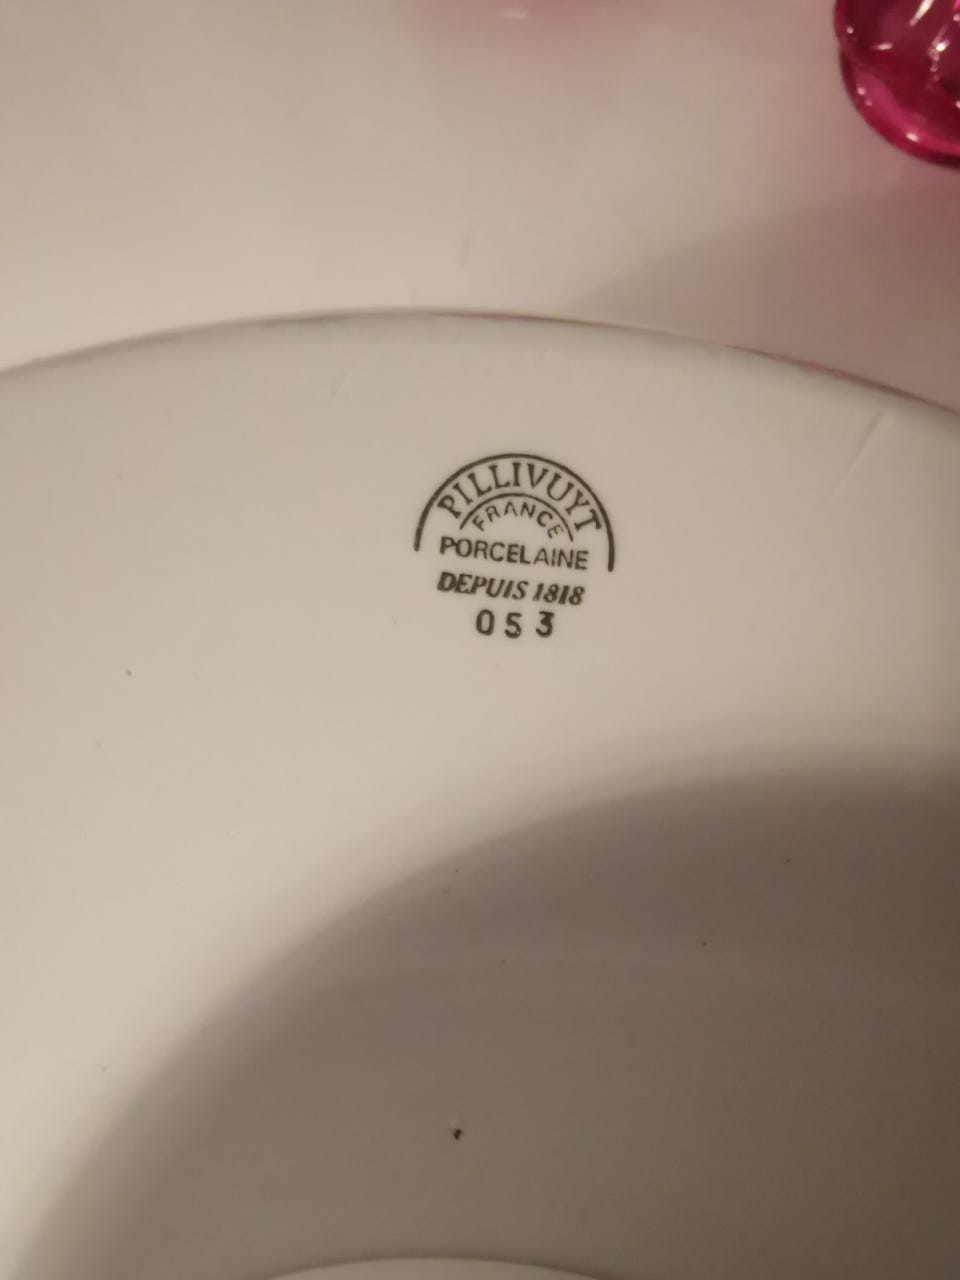 PILLIVUYT
FRANCE
PORCELAINE
DEPUIS 1818
053